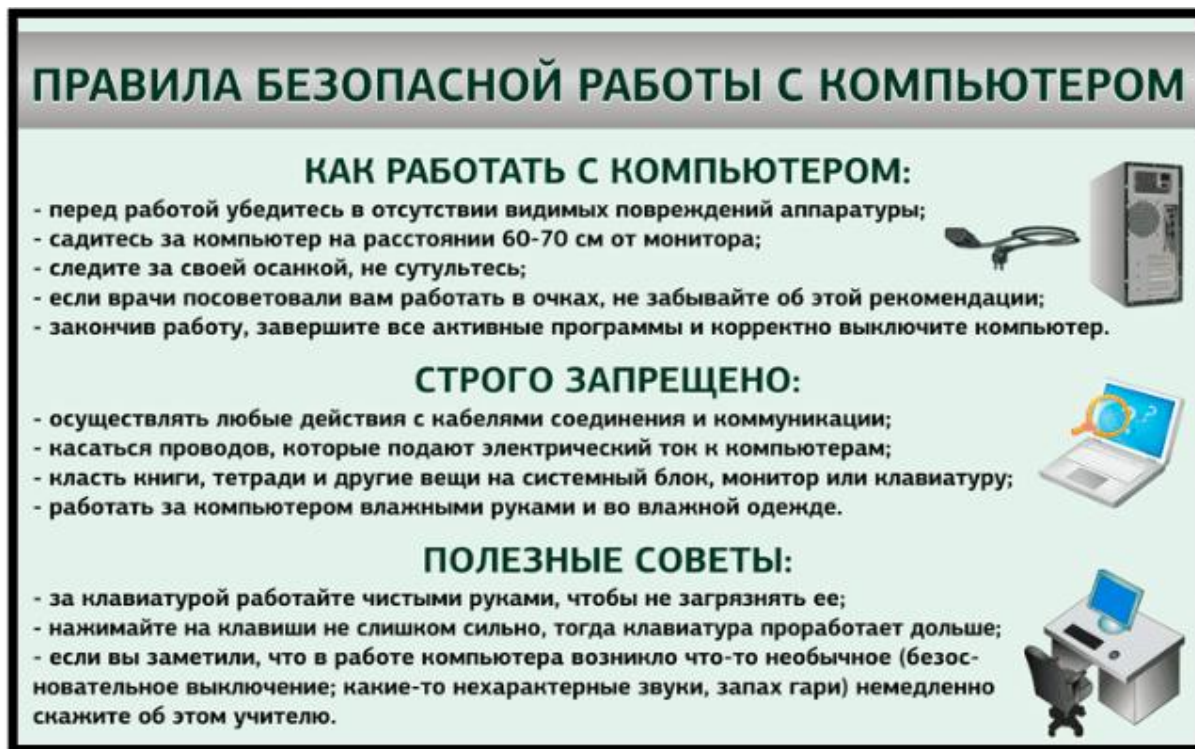 ПРАВИЛА БЕЗОПАСНОЙ РАБОТЫ С КОМПЬЮТЕРОМ
КАК РАБОТАТЬ С КОМПЬЮТЕРОМ:
- перед работой убедитесь в отсутствии видимых повреждений аппаратуры;
- садитесь за компьютер на расстоянии 60-70 см от монитора;
- следите за своей осанкой, не сутультесь;
- если врачи посоветовали вам работать в очках, не забывайте об этой рекомендации;
- закончив работу, завершите все активные программы и корректно выключите компьютер.
СТРОГО ЗАПРЕЩЕНО:
- осуществлять любые действия с кабелями соединения и коммуникации;
- касаться проводов, которые подают электрический ток к компьютерам;
- класть книги, тетради и другие вещи на системный блок, монитор или клавиатуру;
- работать за компьютером влажными руками и во влажной одежде.
ПОЛЕЗНЫЕ СОВЕТЫ:
- за клавиатурой работайте чистыми руками, чтобы не загрязнять ее;
- нажимайте на клавиши не слишком сильно, тогда клавиатура проработает дольше;
- если вы заметили, что в работе компьютера возникло что-то необычное (безос-
новательное выключение; какие-то нехарактерные звуки, запах гари) немедленно
скажите об этом учителю.